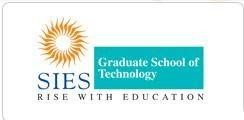 Graduate School of
Technology
SIES
RISE WITH EDUCATION